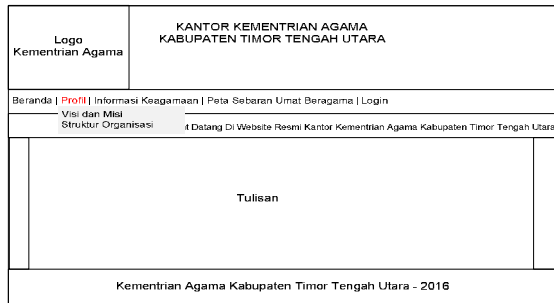 Logo
Kementrian Agama
KANTOR KEMENTRIAN AGAMA
KABUPATEN TIMOR TENGAH UTARA
Beranda | Profil | Informasi Keagamaan | Peta Sebaran Umat Beragama | Login
Visi dan Misi
Struktur Organisasi
t Datang Di Website Resmi Kantor Kementrian Agama Kabupaten Timor Tengah Utara
Tulisan
Kementrian Agama Kabupaten Timor Tengah Utara - 2016